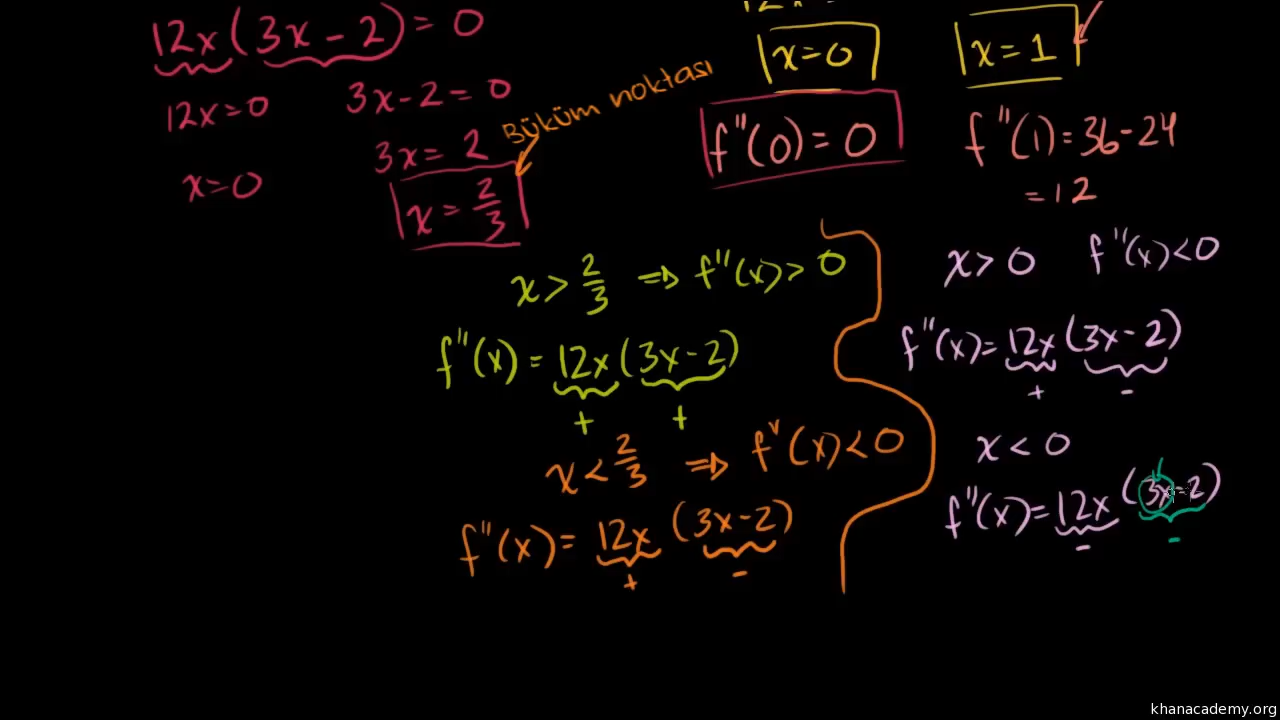 12x(3x-2)=0
12x=0
3x-2=0
3x=2
x=0
x=2/3
Büküm noktası
x=0
x=1
f''(0)=0
f''(1)=36-24
=12
x>2/3 ⇒ f''(x)>0
f''(x)=12x(3x-2)
+ +
x<2/3 ⇒ f''(x)<0
f''(x)=12x(3x-2)
+ -
x>0 f''(x)<0
f''(x)=12x(3x-2)
+ -
x<0
f''(x)=12x(3x-2)
- -
khanacademy.org